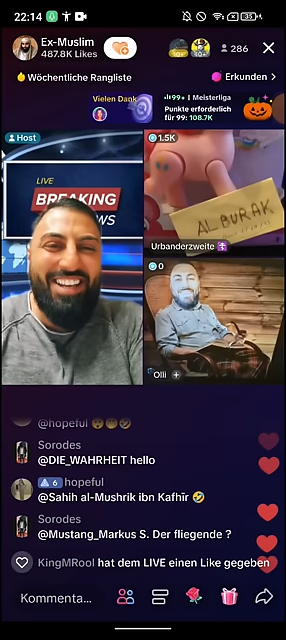 22:14
35
Ex-Muslim
487.8K Likes
286
Wöchentliche Rangliste
Erkunden >
Vielen Dank
99+ | Meisterliga
Punkte erforderlich
für 99: 108.7K
Host
LIVE
BREAKING
NEWS
1.5K
AL BURAK
Urbanderzweite
0
Olli +
@hopeful
Sorodes
@DIE_WAHRHEIT hello
6 hopeful
@Sahih al-Mushrik ibn Kafhīr 🤣
Sorodes
@Mustang_Markus S. Der fliegende ?
KingMRool hat dem LIVE einen Like gegeben
Kommenta...